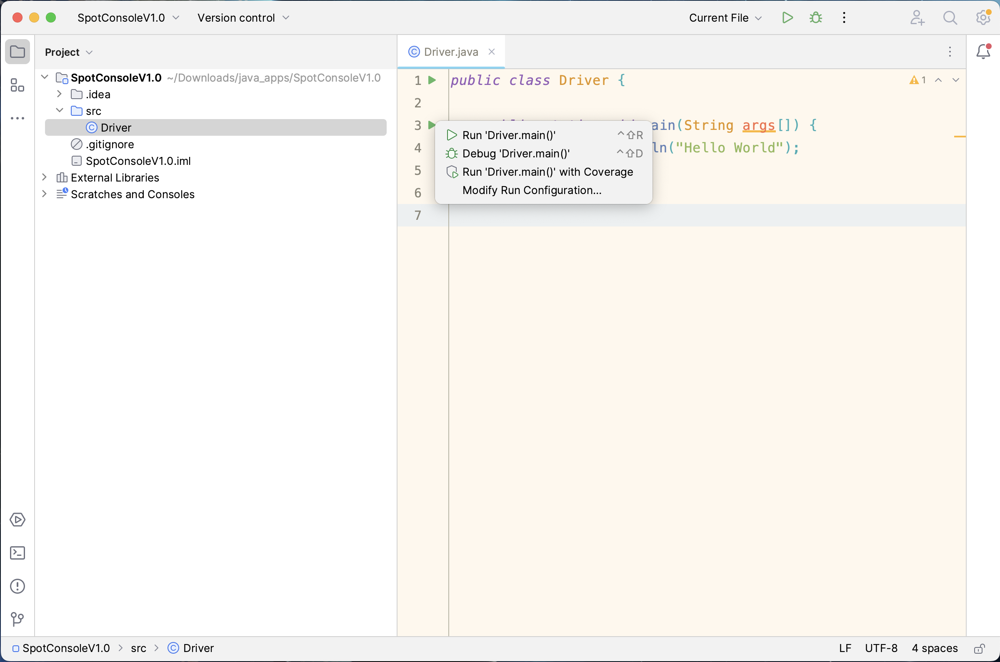 SpotConsoleV1.0 Version control Current File
Project
SpotConsoleV1.0 ~/Downloads/java_apps/SpotConsoleV1.0
.idea
src
Driver
.gitignore
SpotConsoleV1.0.iml
External Libraries
Scratches and Consoles
Driver.java
1 public class Driver { 1
2
3 ain(String args[]) {
4 ln("Hello World");
5
6
7
Run 'Driver.main()' ^⇧R
Debug 'Driver.main()' ^⇧D
Run 'Driver.main()' with Coverage
Modify Run Configuration...
SpotConsoleV1.0 > src > Driver LF UTF-8 4 spaces